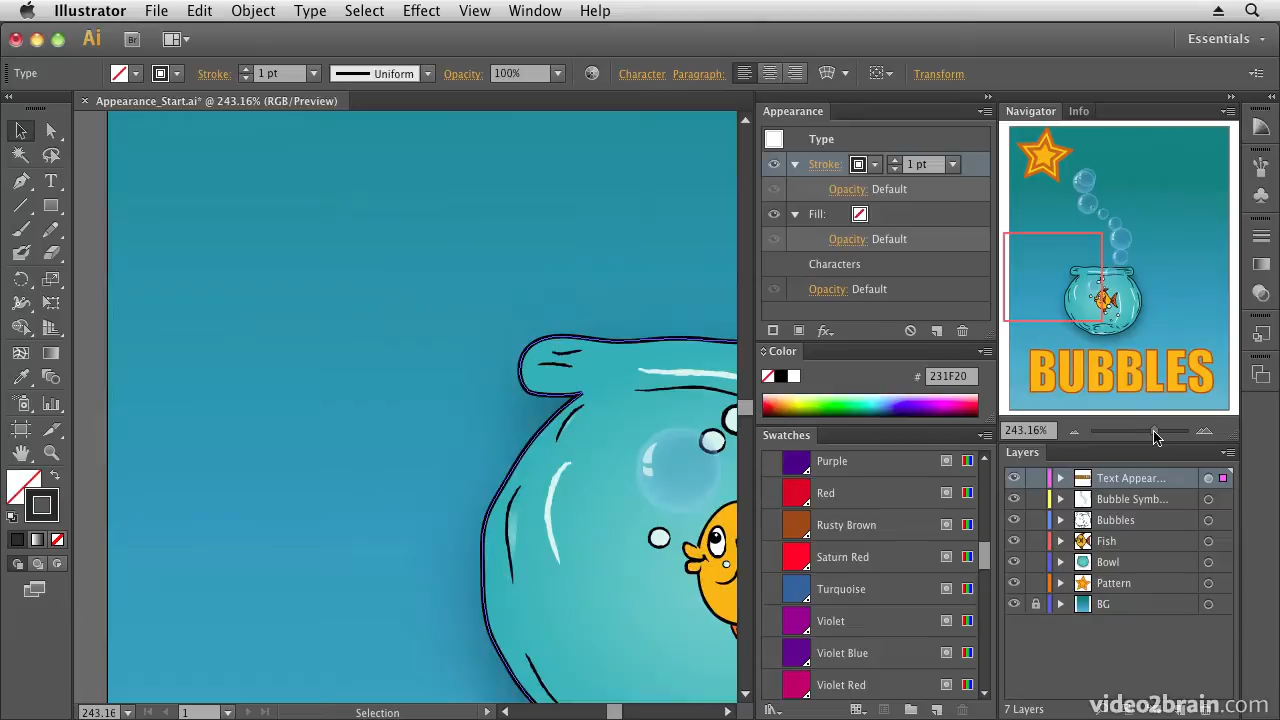 Illustrator File Edit Object Type Select Effect View Window Help
Ai Br Essentials
Type Stroke: 1 pt Uniform Opacity: 100% Character Paragraph: Transform
× Appearance_Start.ai* @ 243.16% (RGB/Preview)
Appearance
Type
Stroke: 1 pt
Opacity: Default
Fill:
Opacity: Default
Characters
Opacity: Default
fx
Color
# 231F20
Swatches
Purple
Red
Rusty Brown
Saturn Red
Turquoise
Violet
Violet Blue
Violet Red
Navigator Info
BUBBLES
243.16%
Layers
Text Appear...
Bubble Symb...
Bubbles
Fish
Bowl
Pattern
BG
7 Layers
T
243.16 1 Selection
video2brain.com